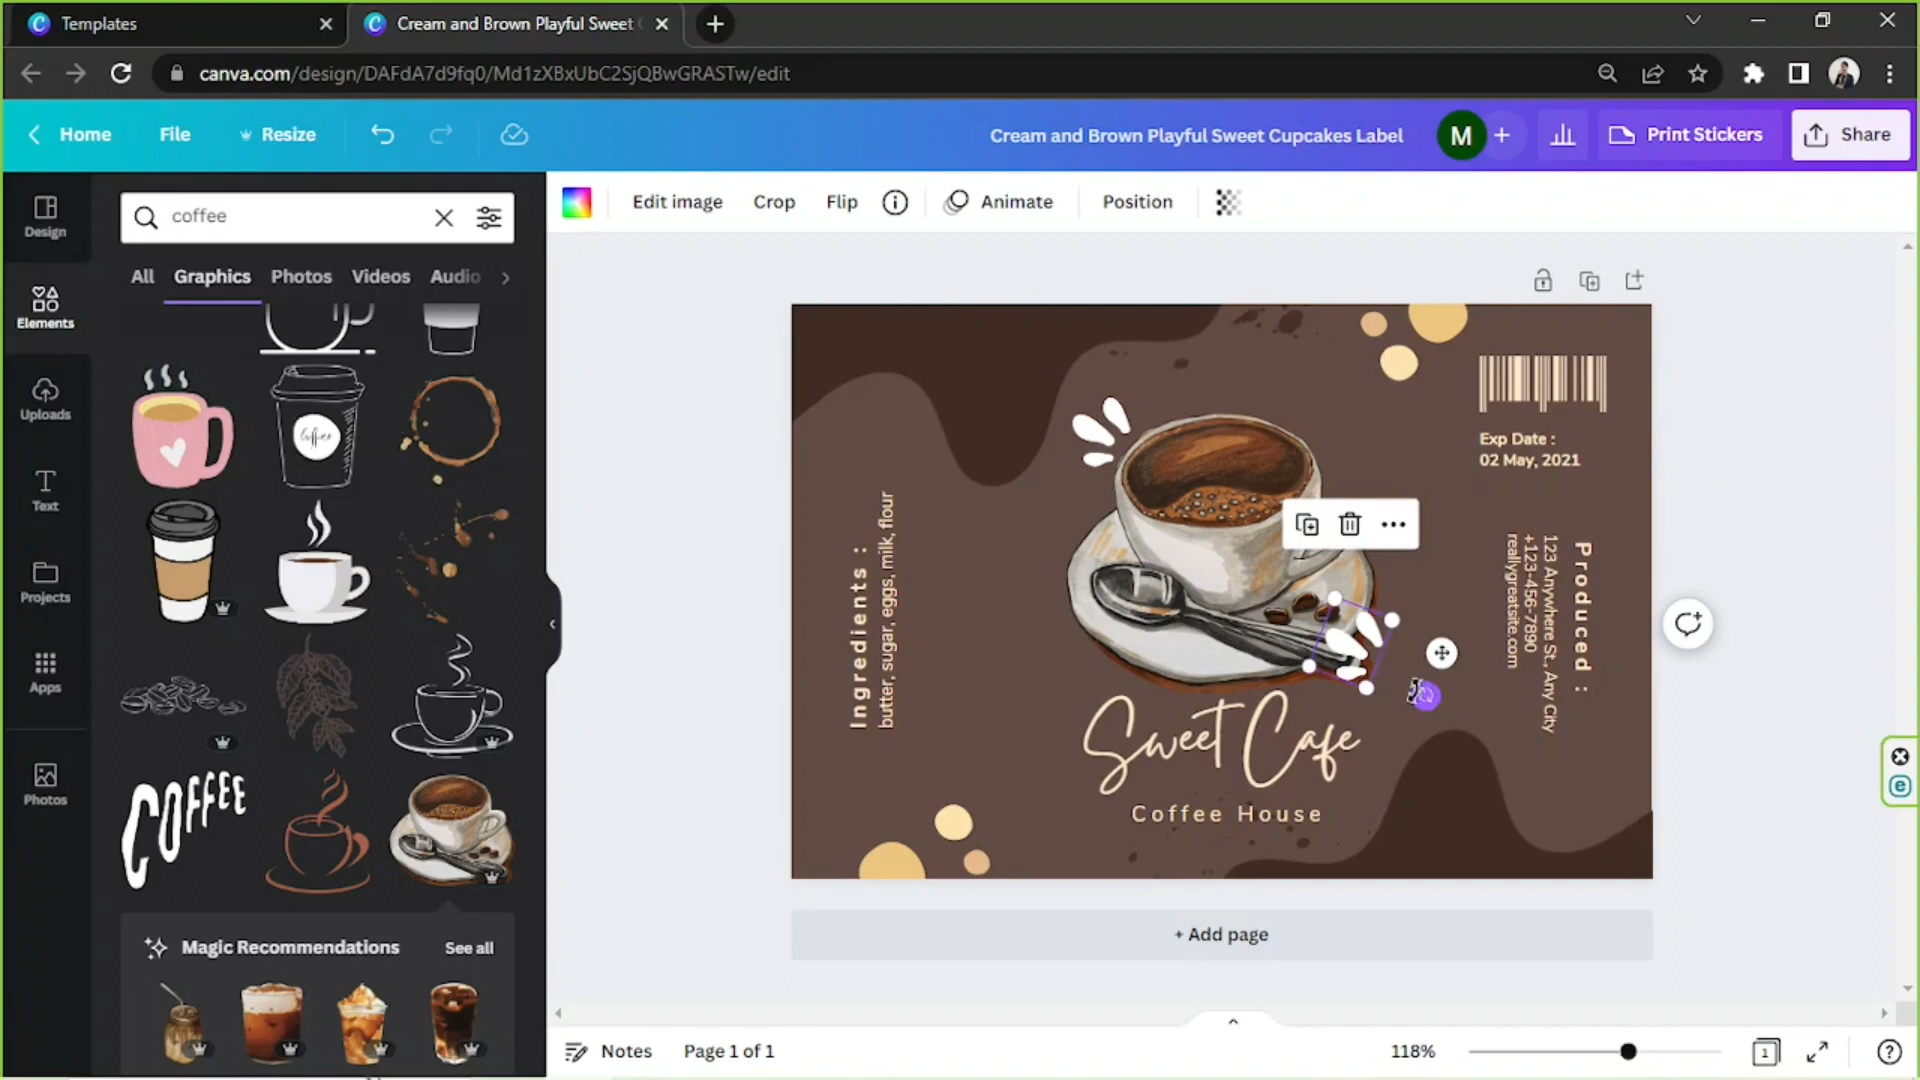 Templates
Cream and Brown Playful Sweet
canva.com/design/DAFdA7d9fq0/Md1zXBxUbC2SjQBwGRASTw/edit
Home
File
Resize
Cream and Brown Playful Sweet Cupcakes Label
M
Print Stickers
Share
Design
Elements
Uploads
Text
Projects
Apps
Photos
coffee
All
Graphics
Photos
Videos
Audio
Coffee
COFFEE
Magic Recommendations
See all
Edit image
Crop
Flip
Animate
Position
Exp Date :
02 May, 2021
Ingredients :
butter, sugar, eggs, milk, flour
Produced :
123 Anywhere St., Any City
+123-456-7890
reallygreatsite.com
Sweet Cafe
Coffee House
+ Add page
Notes
Page 1 of 1
118%
1